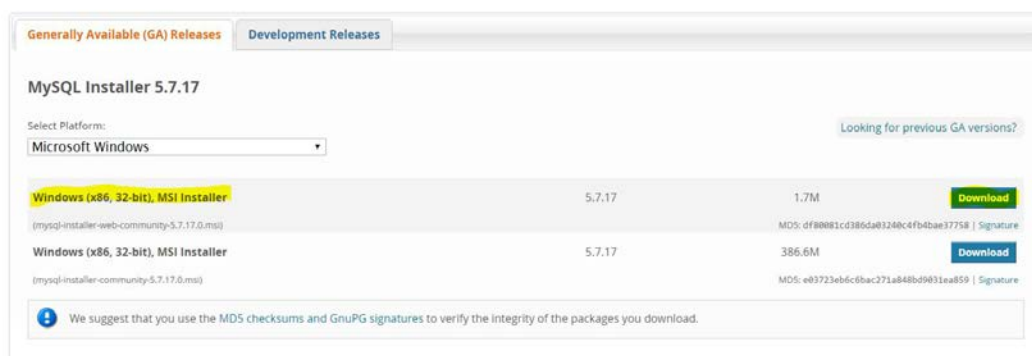 Generally Available (GA) Releases Development Releases
MySQL Installer 5.7.17
Select Platform:
Looking for previous GA versions?
Microsoft Windows
Windows (x86, 32-bit), MSI Installer 5.7.17 1.7M Download
(mysql-installer-web-community-5.7.17.0.msi) MD5: df80081cd386da03240c4fb4bae37758 | Signature
Windows (x86, 32-bit), MSI Installer 5.7.17 386.6M Download
(mysql-installer-community-5.7.17.0.msi) MD5: e03723eb6c6bac271a848bd9031ea859 | Signature
We suggest that you use the MD5 checksums and GnuPG signatures to verify the integrity of the packages you download.